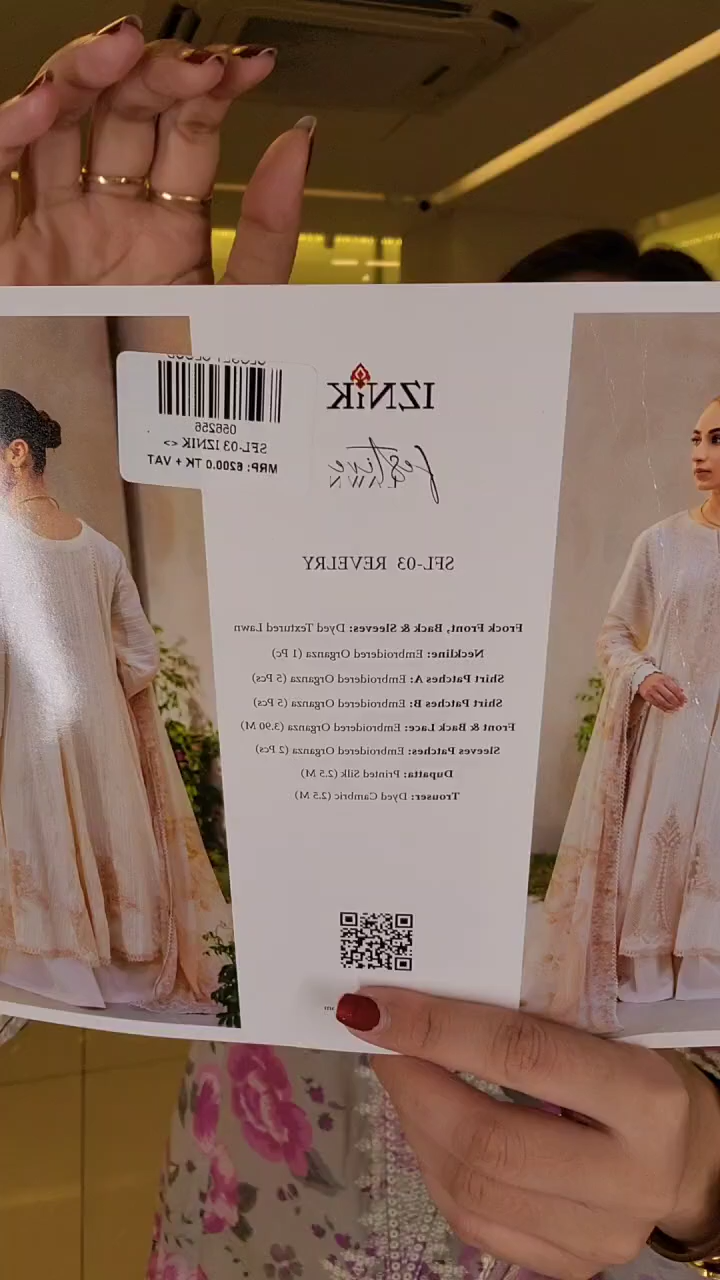 056256
SFL-03 IZNIK <>
MRP: 6200.0 TK + VAT
IZNiK
festive
LAWN
SFL-03 REVELRY
Frock Front, Back & Sleeves: Dyed Textured Lawn
Neckline: Embroidered Organza (1 Pc)
Shirt Patches A: Embroidered Organza (5 Pcs)
Shirt Patches B: Embroidered Organza (5 Pcs)
Front & Back Lace: Embroidered Organza (3.90 M)
Sleeves Patches: Embroidered Organza (2 Pcs)
Dupatta: Printed Silk (2.5 M)
Trouser: Dyed Cambric (2.5 M)